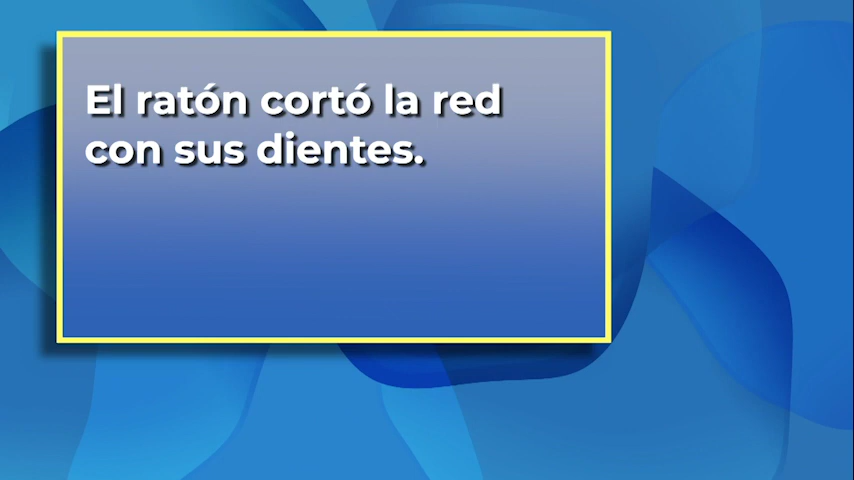 El ratón cortó la red
con sus dientes.